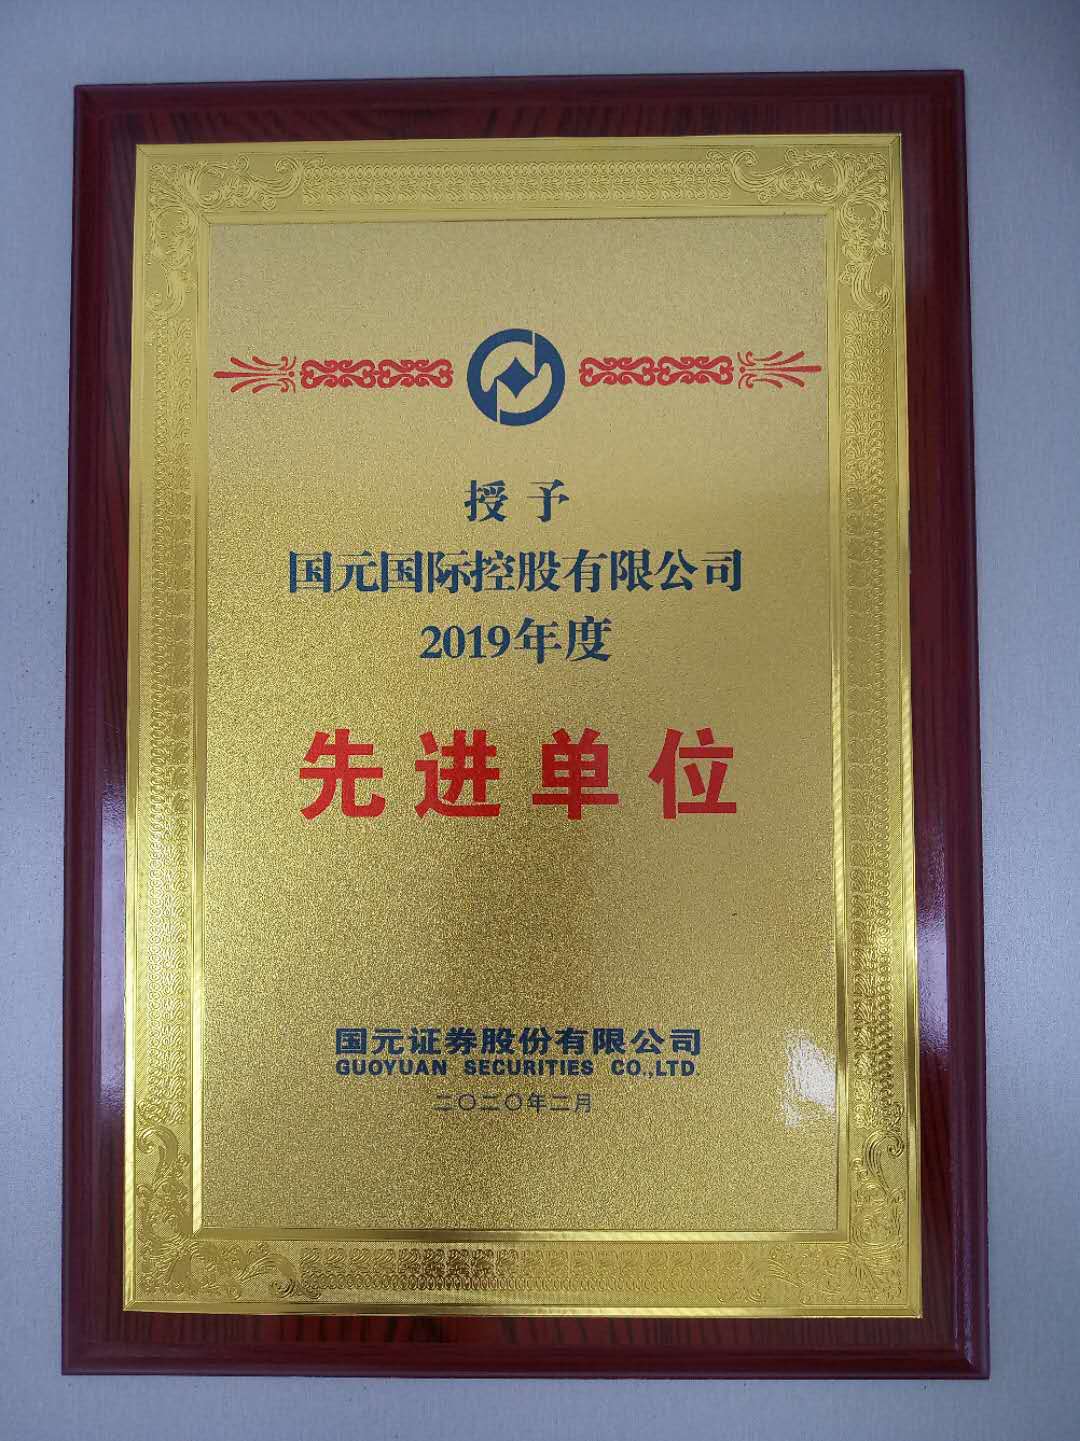 授予
国元国际控股有限公司
2019年度
先进单位
国元证券股份有限公司
GUOYUAN SECURITIES CO.,LTD.
二〇二〇年二月